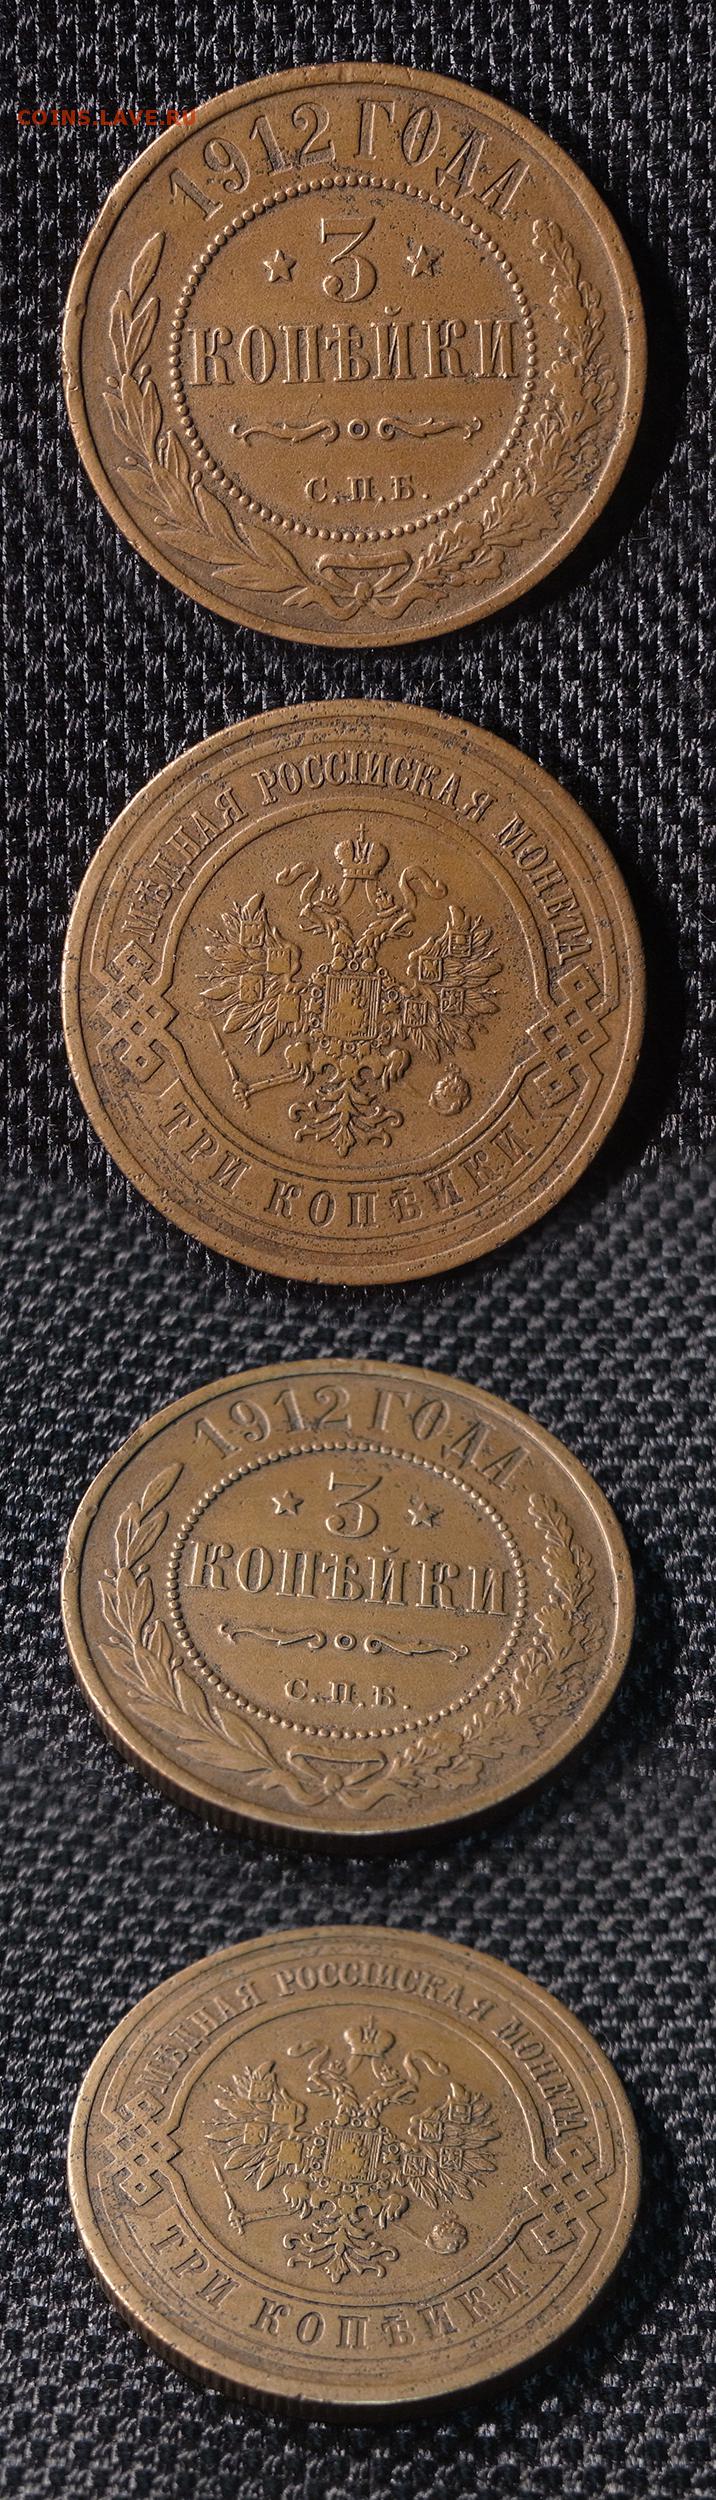 COINS.LAVE.RU
1912 ГОДА
3
КОПѢЙКИ
С.П.Б.
МѢДНАЯ РОССIЙСКАЯ МОНЕТА
ТРИ КОПѢЙКИ
1912 ГОДА
3
КОПѢЙКИ
С.П.Б.
МѢДНАЯ РОССIЙСКАЯ МОНЕТА
ТРИ КОПѢЙКИ